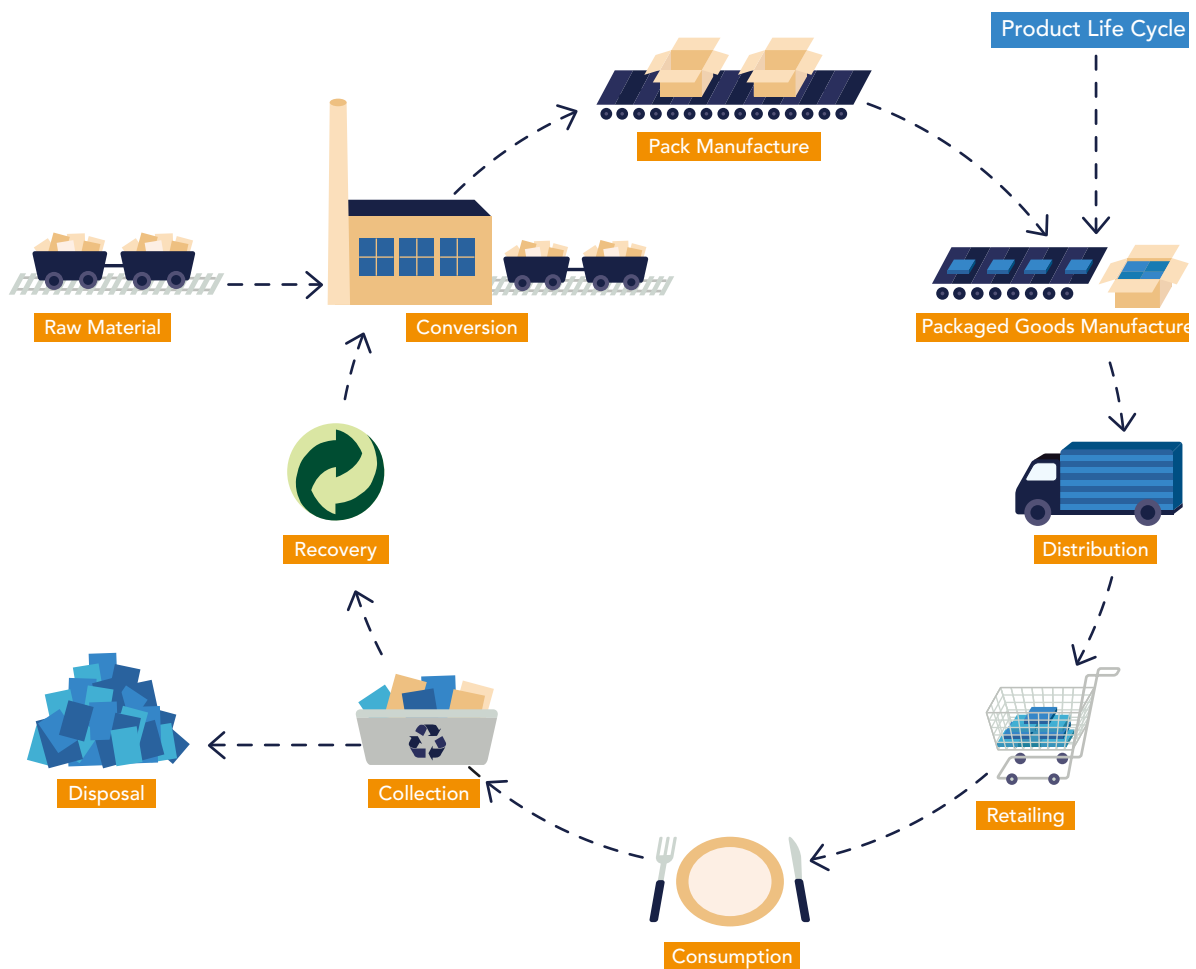 Product Life Cycle
Pack Manufacture
Raw Material
Conversion
Packaged Goods Manufacture
Recovery
Distribution
Disposal
Collection
Retailing
Consumption